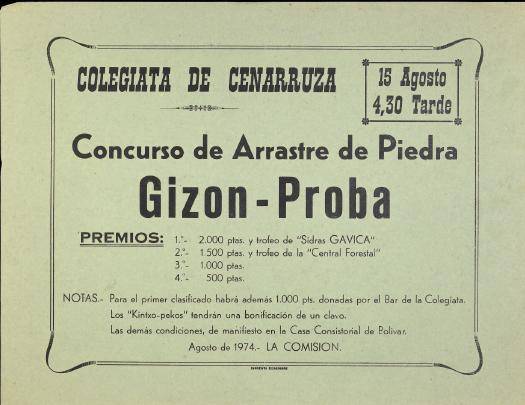 COLEGIATA DE CENARRUZA
15 Agosto
4,30 Tarde
Concurso de Arrastre de Piedra
Gizon-Proba
PREMIOS: 1.º- 2.000 ptas. y trofeo de "Sidras GAVICA"
2.º- 1.500 ptas. y trofeo de la "Central Forestal"
3.º- 1.000 ptas.
4.º- 500 ptas.
NOTAS.- Para el primer clasificado habrá además 1.000 pts. donadas por el Bar de la Colegiata.
Los "Kintxo-pekos" tendrán una bonificación de un clavo.
Las demás condiciones, de manifiesto en la Casa Consistorial de Bolivar.
Agosto de 1974.- LA COMISION.